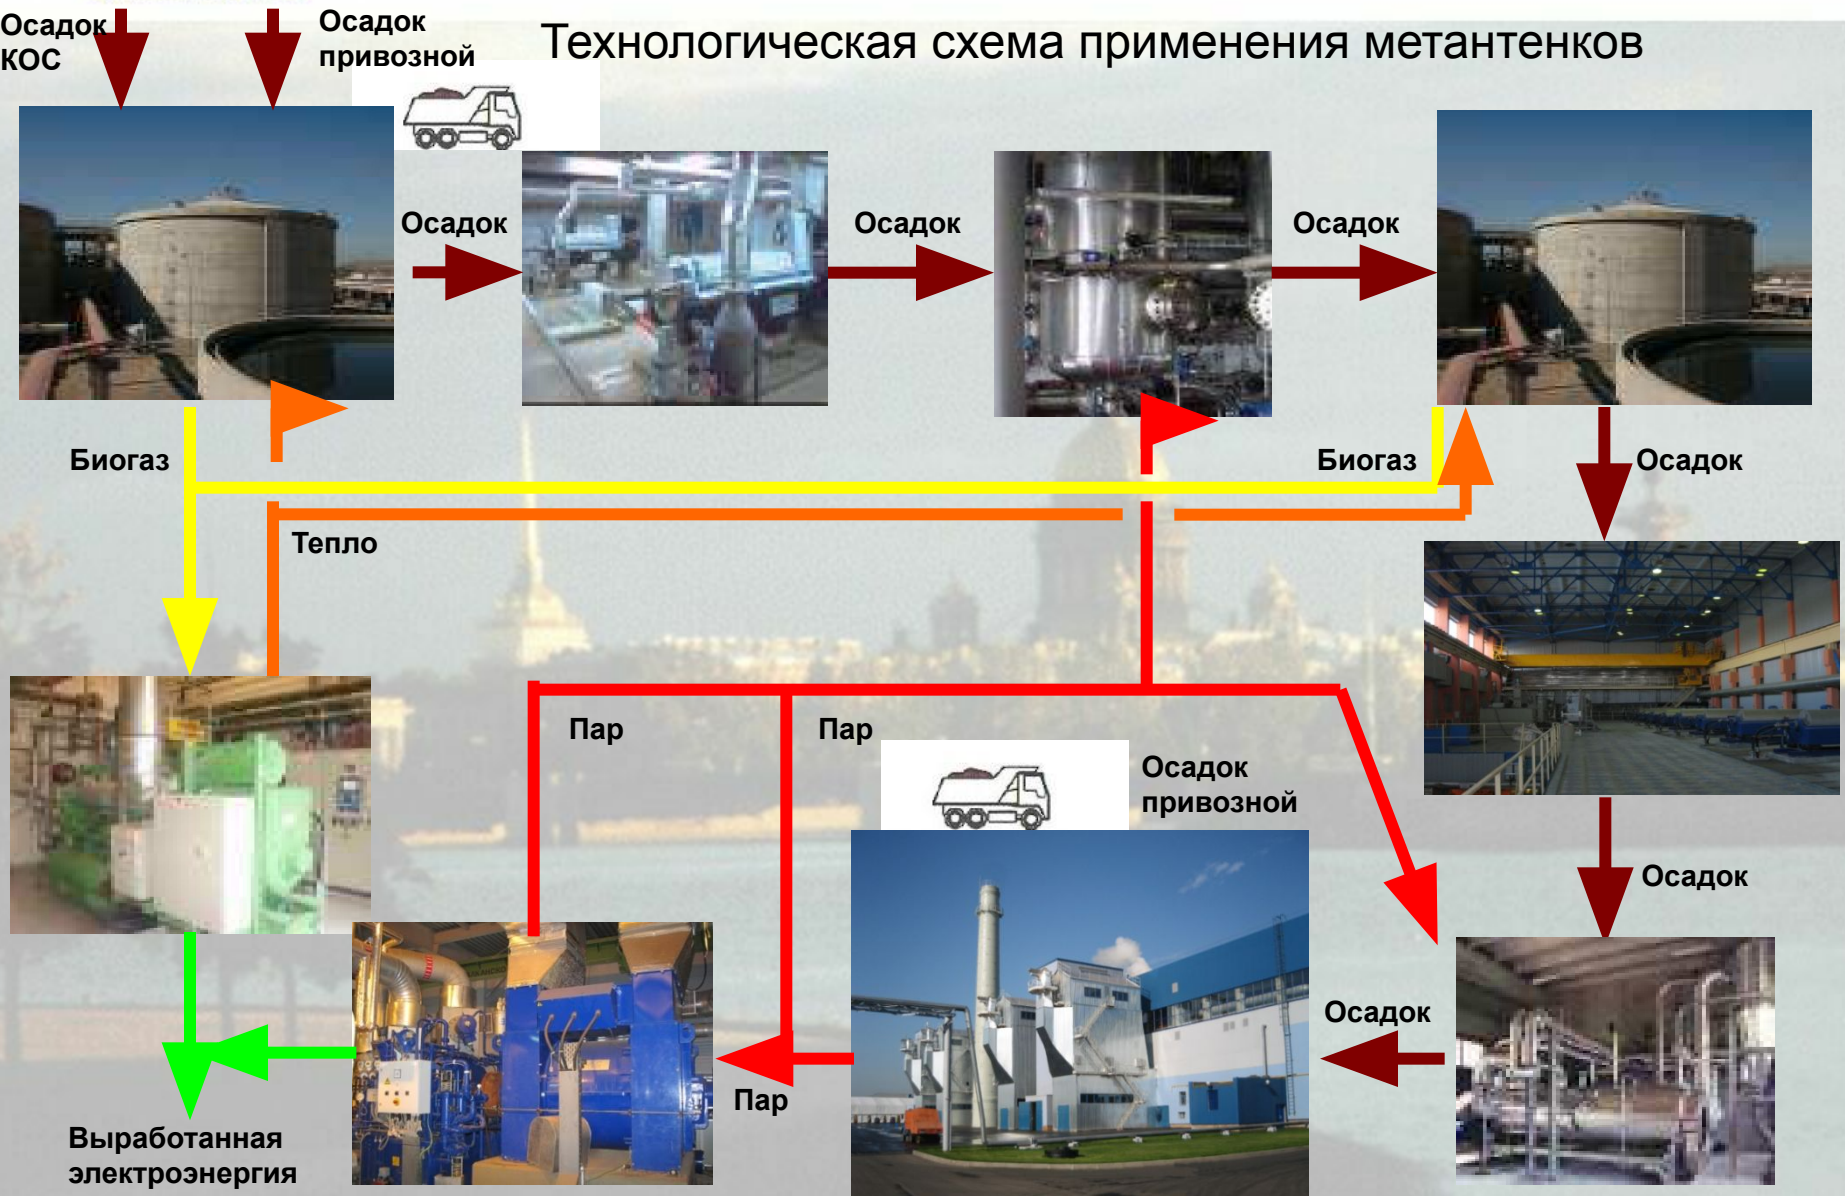 Осадок
КОС
Осадок
привозной
Технологическая схема применения метантенков
Осадок
Осадок
Осадок
Биогаз
Биогаз
Осадок
Тепло
Пар
Пар
Осадок
привозной
Осадок
Осадок
Пар
Выработанная
электроэнергия